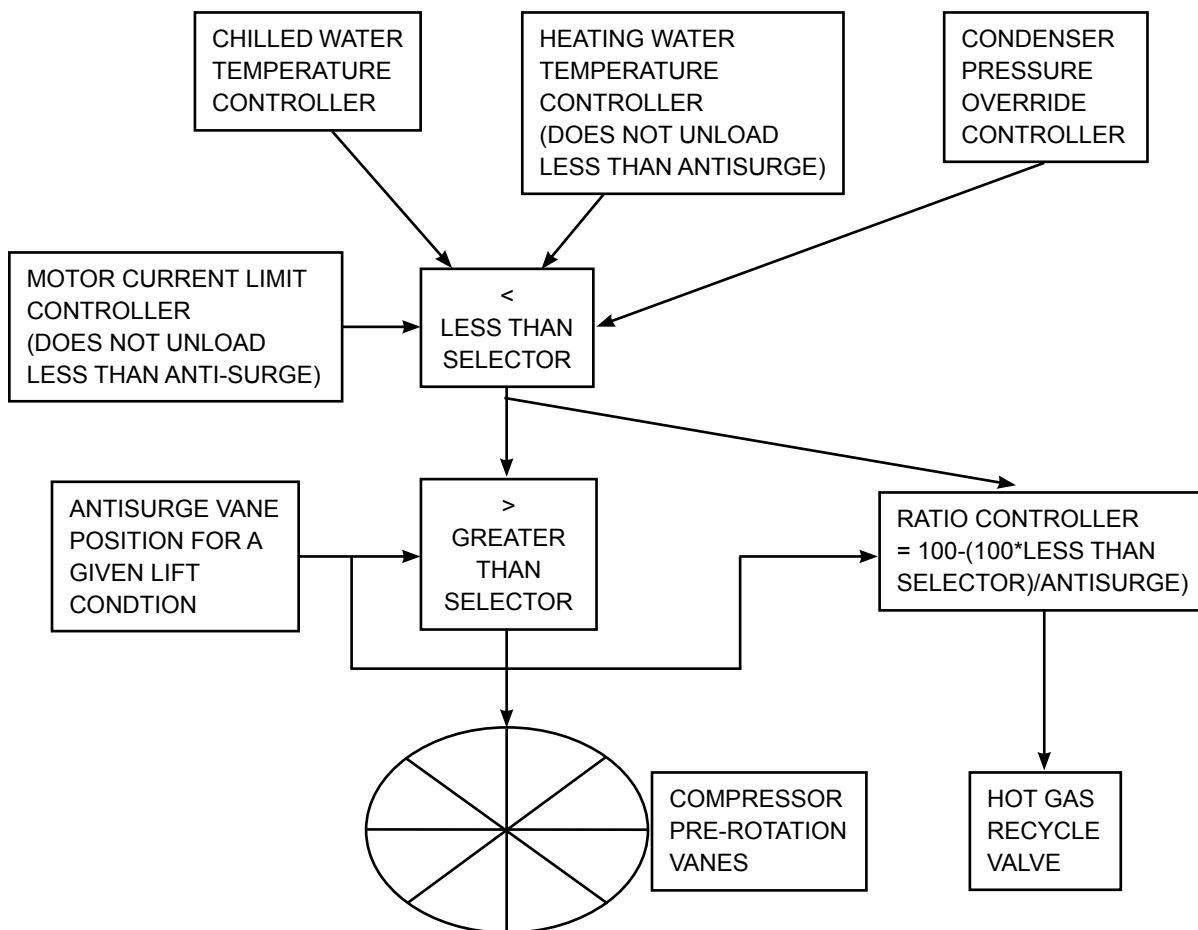 CHILLED WATER
TEMPERATURE
CONTROLLER
HEATING WATER
TEMPERATURE
CONTROLLER
(DOES NOT UNLOAD
LESS THAN ANTISURGE)
CONDENSER
PRESSURE
OVERRIDE
CONTROLLER
MOTOR CURRENT LIMIT
CONTROLLER
(DOES NOT UNLOAD
LESS THAN ANTI-SURGE)
<
LESS THAN
SELECTOR
ANTISURGE VANE
POSITION FOR A
GIVEN LIFT
CONDTION
>
GREATER
THAN
SELECTOR
RATIO CONTROLLER
= 100-(100*LESS THAN
SELECTOR)/ANTISURGE)
COMPRESSOR
PRE-ROTATION
VANES
HOT GAS
RECYCLE
VALVE